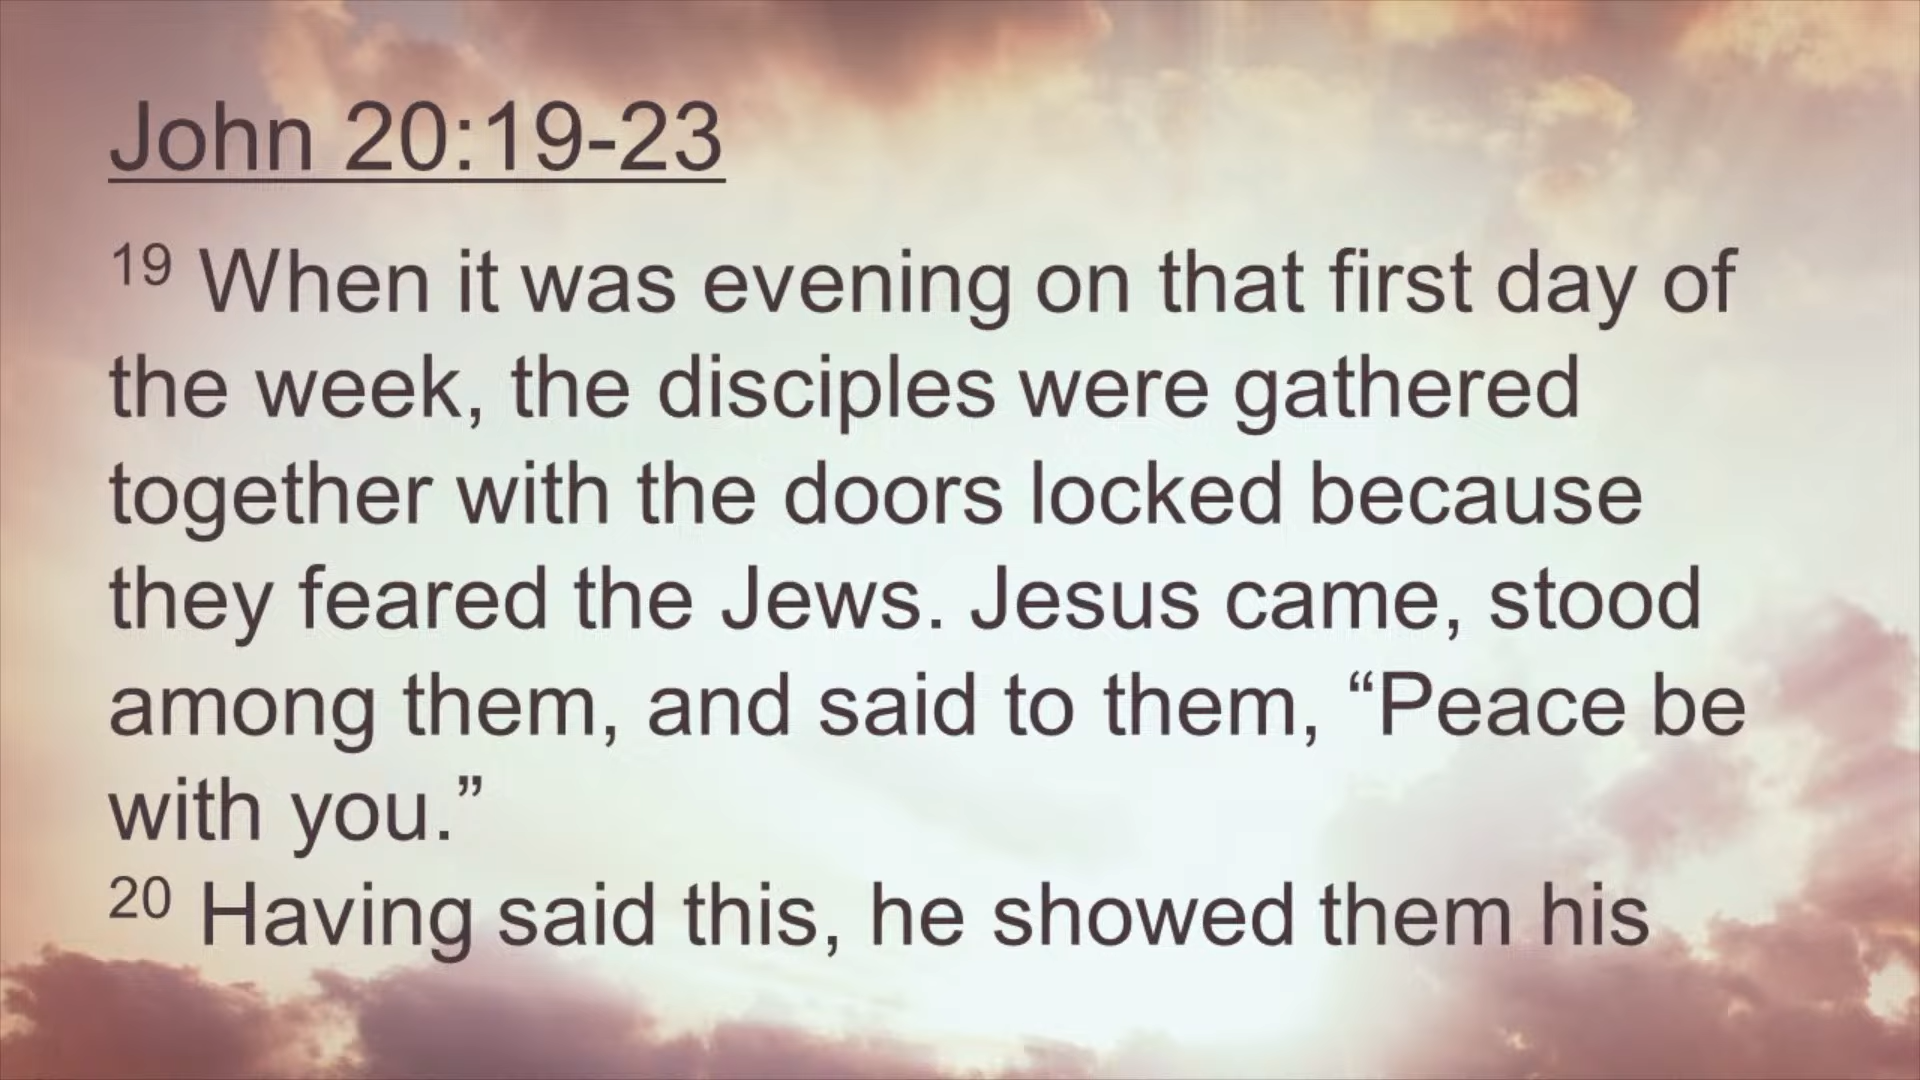 John 20:19-23
19 When it was evening on that first day of
the week, the disciples were gathered
together with the doors locked because
they feared the Jews. Jesus came, stood
among them, and said to them, “Peace be
with you.”
20 Having said this, he showed them his